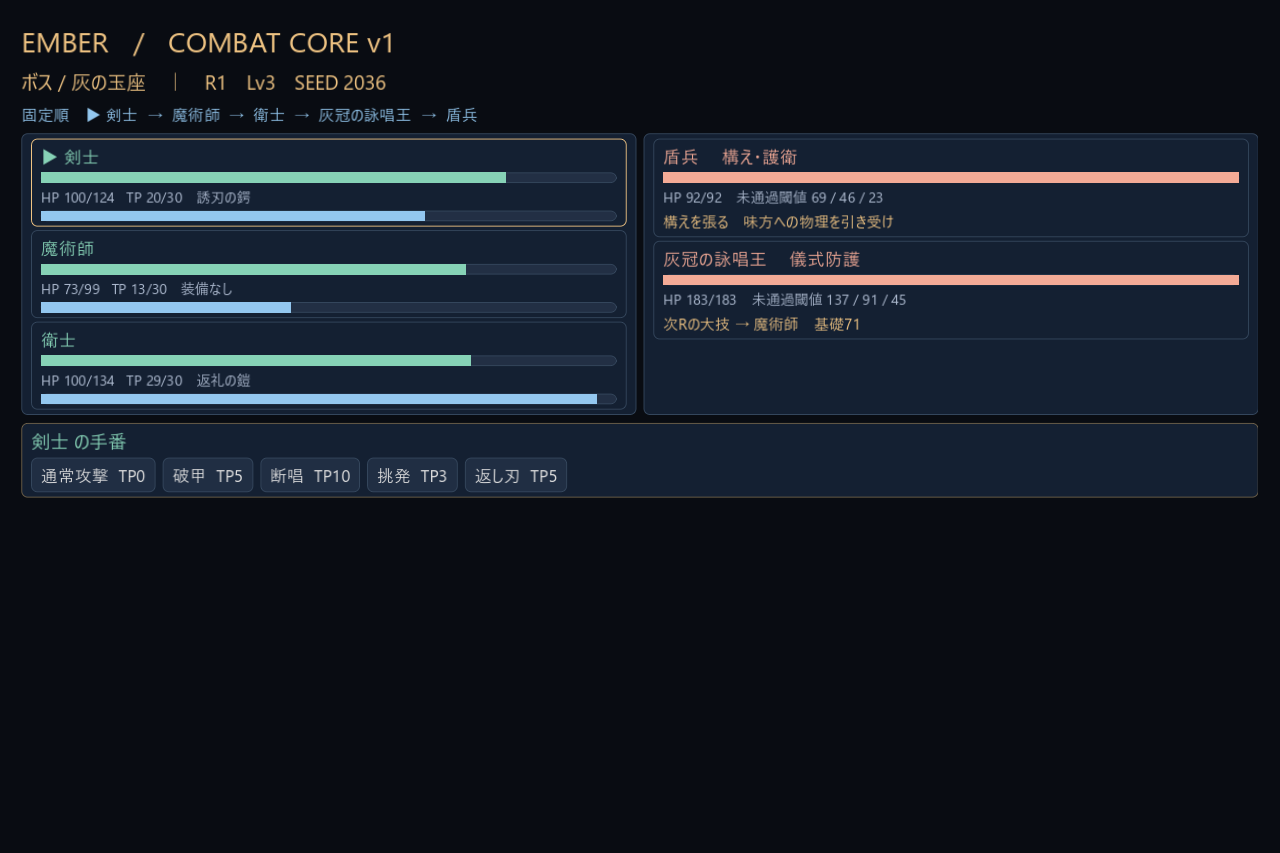 EMBER / COMBAT CORE v1
ボス / 灰の玉座 ｜ R1 Lv3 SEED 2036
固定順 ▶ 剣士 → 魔術師 → 衛士 → 灰冠の詠唱王 → 盾兵
▶ 剣士
HP 100/124 TP 20/30 誘刃の鍔
魔術師
HP 73/99 TP 13/30 装備なし
衛士
HP 100/134 TP 29/30 返礼の鎧
盾兵 構え・護衛
HP 92/92 未通過閾値 69 / 46 / 23
構えを張る 味方への物理を引き受け
灰冠の詠唱王 儀式防護
HP 183/183 未通過閾値 137 / 91 / 45
次Rの大技 → 魔術師 基礎71
剣士 の手番
通常攻撃 TP0 破甲 TP5 断唱 TP10 挑発 TP3 返し刃 TP5